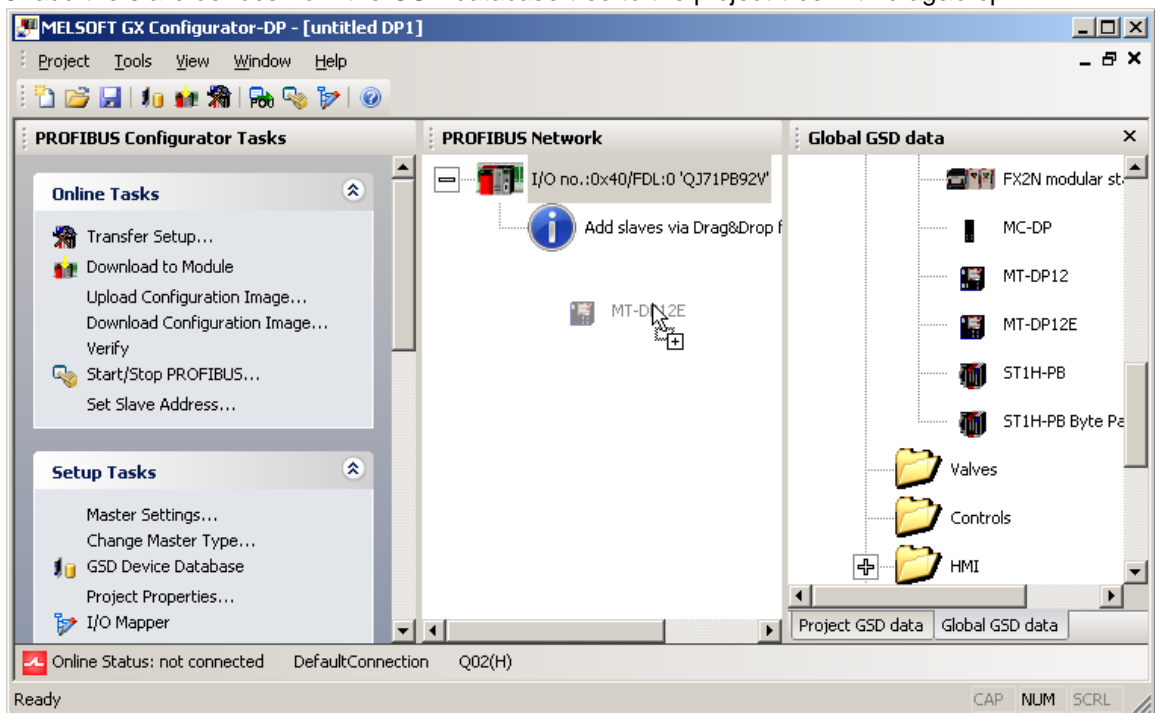 MELSOFT GX Configurator-DP - [untitled DP1]
Project Tools View Window Help
PROFIBUS Configurator Tasks
Online Tasks
Transfer Setup...
Download to Module
Upload Configuration Image...
Download Configuration Image...
Verify
Start/Stop PROFIBUS...
Set Slave Address...
Setup Tasks
Master Settings...
Change Master Type...
GSD Device Database
Project Properties...
I/O Mapper
PROFIBUS Network
I/O no.:0x40/FDL:0 'QJ71PB92V'
Add slaves via Drag&Drop f
MT-DP12E
Global GSD data
FX2N modular st
MC-DP
MT-DP12
MT-DP12E
ST1H-PB
ST1H-PB Byte Pa
Valves
Controls
HMI
Project GSD data Global GSD data
Online Status: not connected DefaultConnection Q02(H)
Ready CAP NUM SCRL